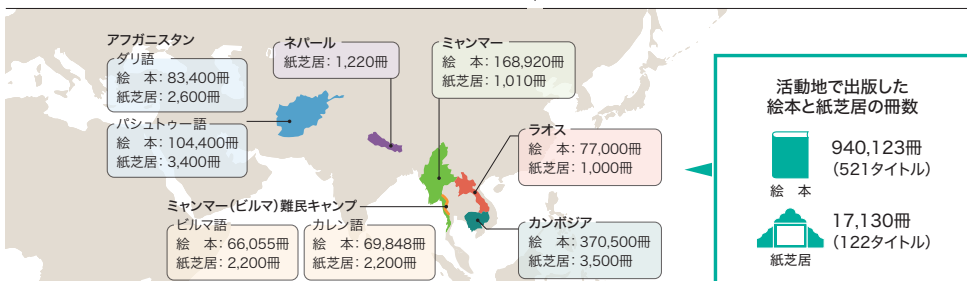 アフガニスタン
ダリ語
絵　本：83,400冊
紙芝居：2,600冊
パシュトゥー語
絵　本：104,400冊
紙芝居：3,400冊
ネパール
紙芝居：1,220冊
ミャンマー
絵　本：168,920冊
紙芝居：1,010冊
ラオス
絵　本：77,000冊
紙芝居：1,000冊
ミャンマー(ビルマ)難民キャンプ
ビルマ語
絵　本：66,055冊
紙芝居：2,200冊
カレン語
絵　本：69,848冊
紙芝居：2,200冊
カンボジア
絵　本：370,500冊
紙芝居：3,500冊
活動地で出版した
絵本と紙芝居の冊数
940,123冊
(521タイトル)
絵　本
17,130冊
(122タイトル)
紙芝居